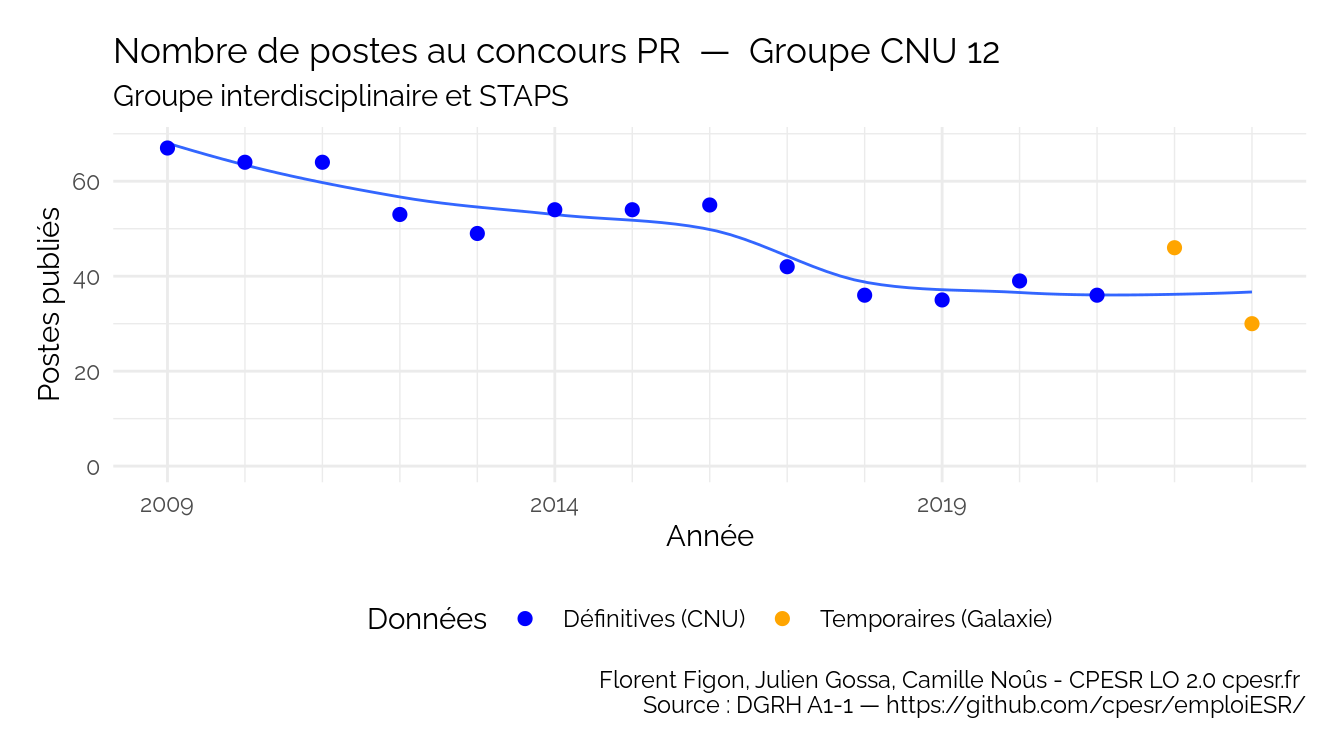 Nombre de postes au concours PR — Groupe CNU 12
Groupe interdisciplinaire et STAPS
Postes publiés
60
40
20
0
2009 2014 2019
Année
Données Définitives (CNU) Temporaires (Galaxie)
Florent Figon, Julien Gossa, Camille Noûs - CPESR LO 2.0 cpesr.fr
Source : DGRH A1-1 — https://github.com/cpesr/emploiESR/